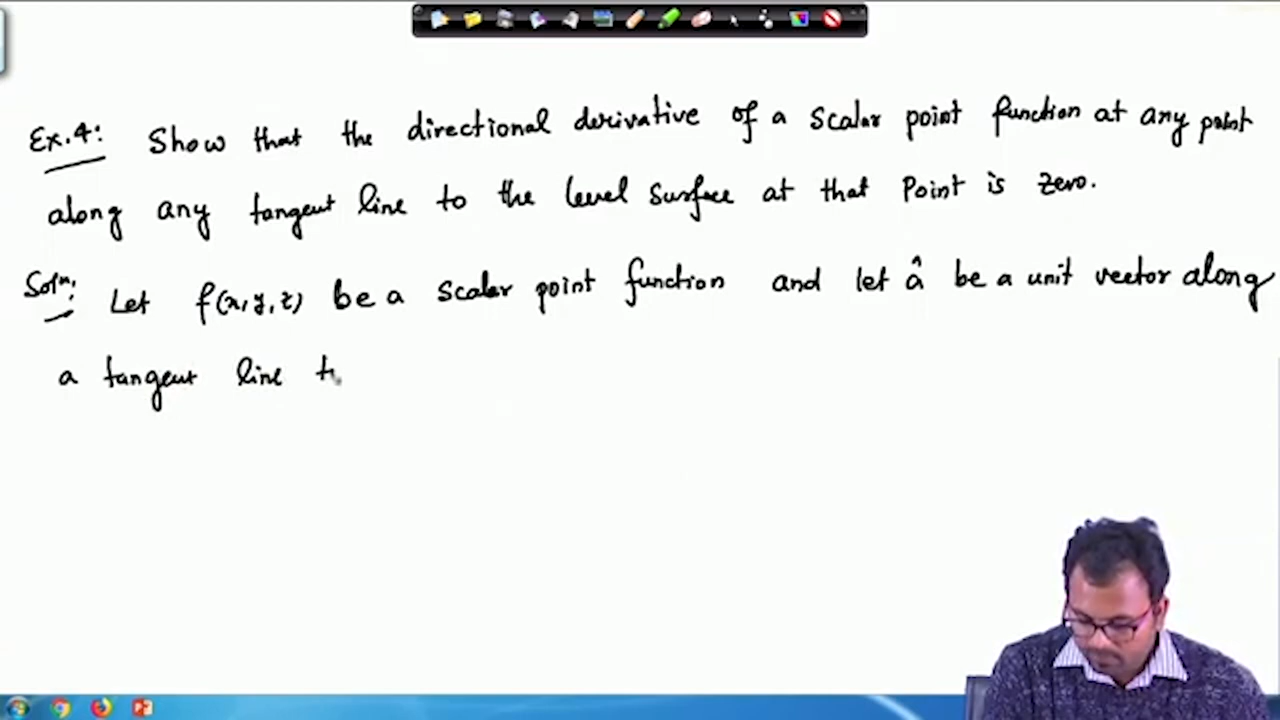 Ex.4: Show that the directional derivative of a scalar point function at any point
along any tangent line to the level surface at that point is zero.
Soln: Let f(x,y,z) be a scalar point function and let â be a unit vector along
a tangent line t